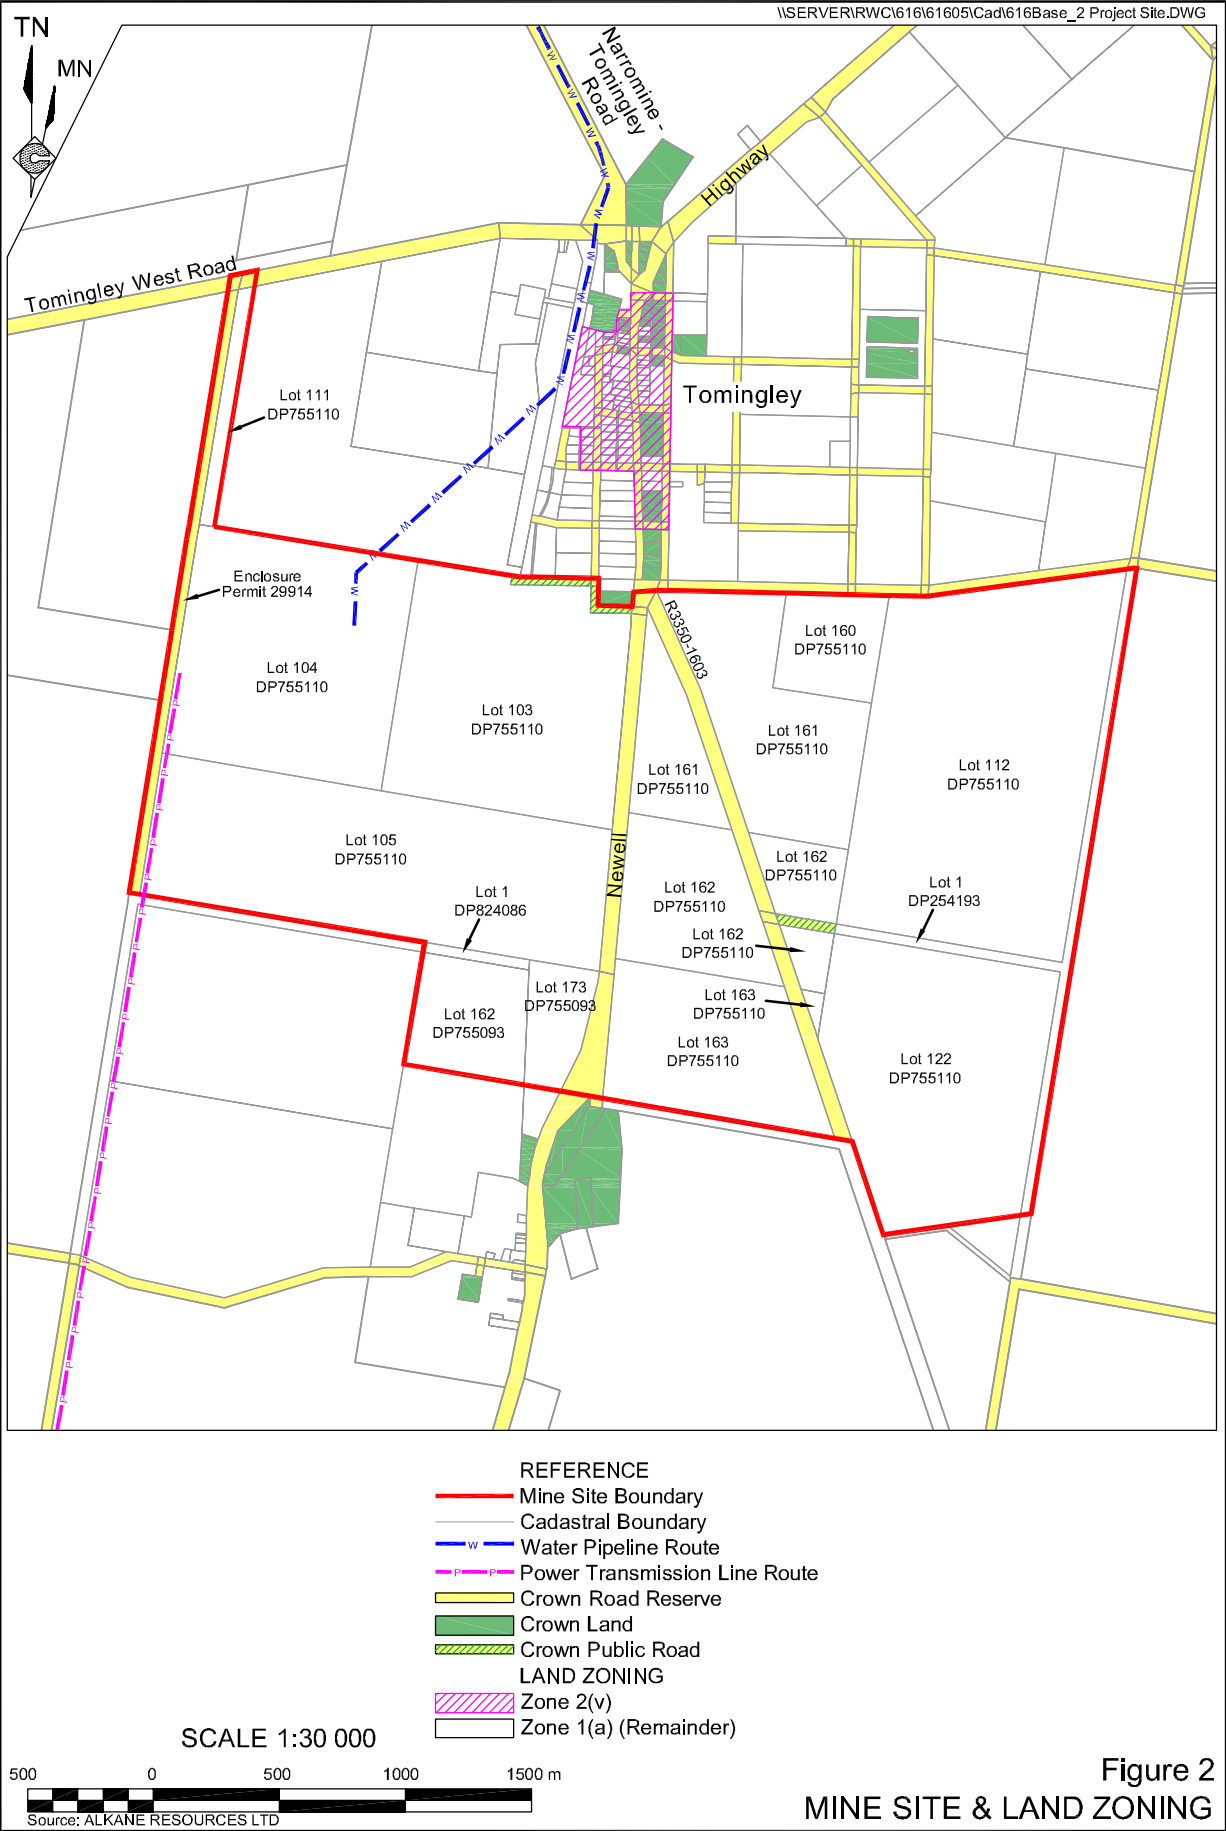 \\SERVER\RWC\616\61605\Cad\616Base_2 Project Site.DWG
TN
MN
Narromine -
Tomingley
Road
Highway
Tomingley West Road
Lot 111
DP755110
Tomingley
Enclosure
Permit 29914
R3350-1603
Lot 160
DP755110
Lot 104
DP755110
Lot 103
DP755110
Lot 161
DP755110
Lot 161
DP755110
Lot 112
DP755110
Lot 105
DP755110
Newell
Lot 162
DP755110
Lot 1
DP824086
Lot 162
DP755110
Lot 1
DP254193
Lot 162
DP755110
Lot 173
DP755093
Lot 163
DP755110
Lot 162
DP755093
Lot 163
DP755110
Lot 122
DP755110
REFERENCE
Mine Site Boundary
Cadastral Boundary
W Water Pipeline Route
P P Power Transmission Line Route
Crown Road Reserve
Crown Land
Crown Public Road
LAND ZONING
Zone 2(v)
Zone 1(a) (Remainder)
SCALE 1:30 000
500 0 500 1000 1500 m
Source: ALKANE RESOURCES LTD
Figure 2
MINE SITE & LAND ZONING